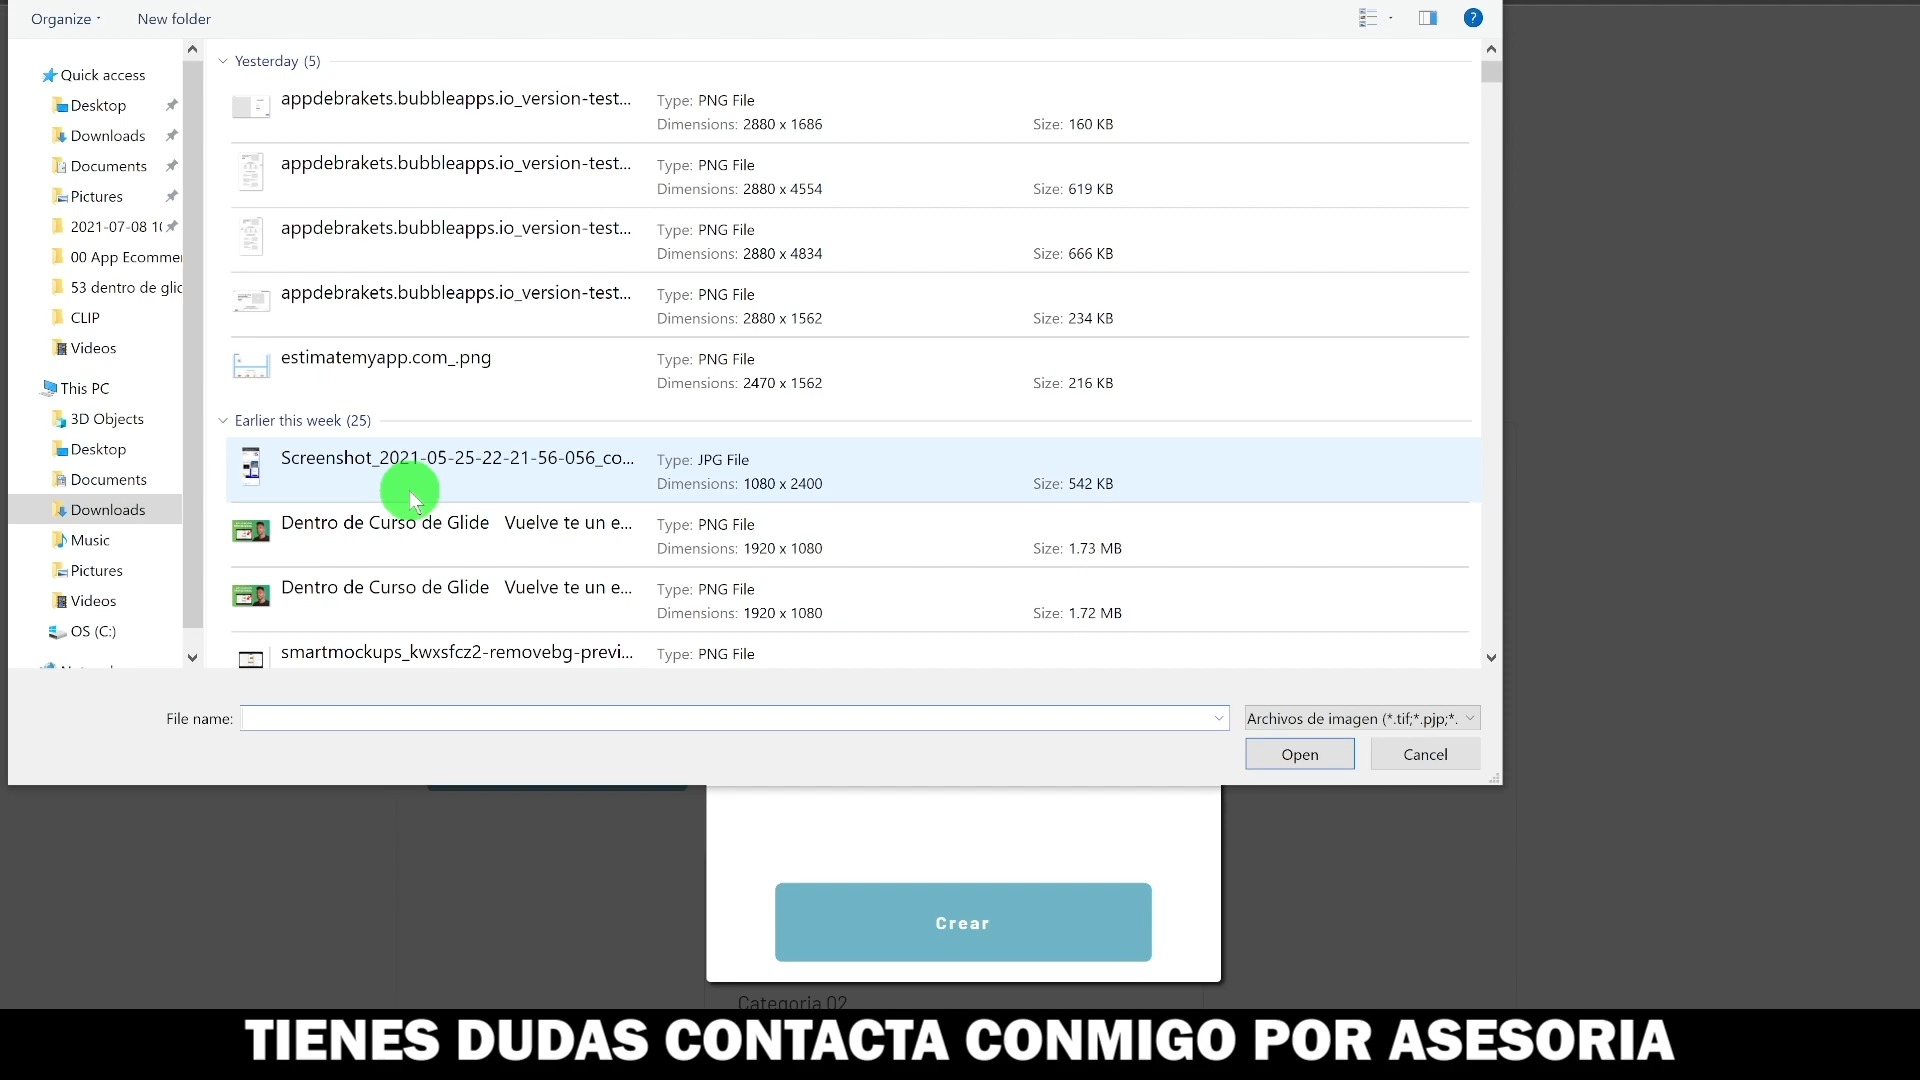 Organize
New folder
Quick access
Desktop
Downloads
Documents
Pictures
2021-07-08 1(
00 App Ecomme
53 dentro de glic
CLIP
Videos
This PC
3D Objects
Desktop
Documents
Downloads
Music
Pictures
Videos
OS (C:)
Yesterday (5)
appdebrakets.bubbleapps.io_version-test...
Type: PNG File
Dimensions: 2880 x 1686
Size: 160 KB
appdebrakets.bubbleapps.io_version-test...
Type: PNG File
Dimensions: 2880 x 4554
Size: 619 KB
appdebrakets.bubbleapps.io_version-test...
Type: PNG File
Dimensions: 2880 x 4834
Size: 666 KB
appdebrakets.bubbleapps.io_version-test...
Type: PNG File
Dimensions: 2880 x 1562
Size: 234 KB
estimatemyapp.com_.png
Type: PNG File
Dimensions: 2470 x 1562
Size: 216 KB
Earlier this week (25)
Screenshot_2021-05-25-22-21-56-056_co...
Type: JPG File
Dimensions: 1080 x 2400
Size: 542 KB
Dentro de Curso de Glide Vuelve te un e...
Type: PNG File
Dimensions: 1920 x 1080
Size: 1.73 MB
Dentro de Curso de Glide Vuelve te un e...
Type: PNG File
Dimensions: 1920 x 1080
Size: 1.72 MB
smartmockups_kwxsfcz2-removebg-previ...
Type: PNG File
File name:
Archivos de imagen (*.tif;*.pjp;*.
Open
Cancel
Crear
Categoria 02
TIENES DUDAS CONTACTA CONMIGO POR ASESORIA